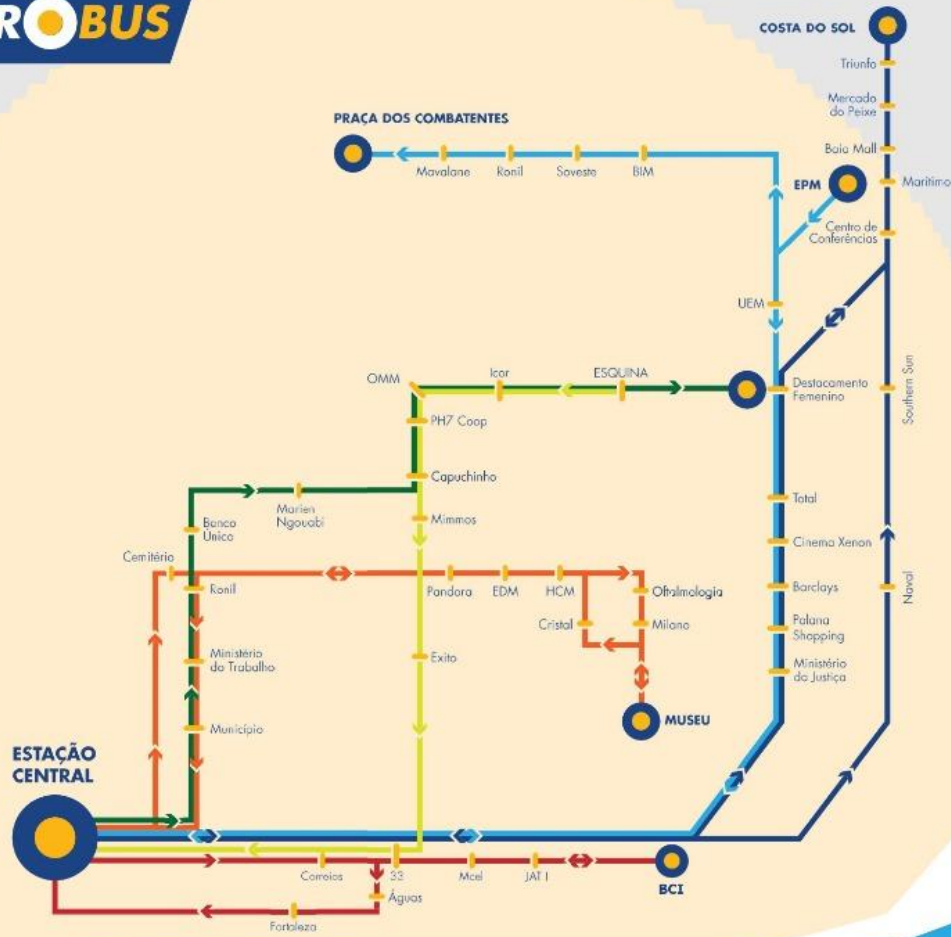 ROBUS
COSTA DO SOL
Triunfo
Mercado
do Peixe
PRAÇA DOS COMBATENTES
Baia Mall
Mavalane
Ronil
Soveste
BIM
EPM
Maritimo
Centro de
Conferências
UEM
OMM
Icor
ESQUINA
Destacamento
Femenino
Southern Sun
PH7 Coop
Capuchinho
Marien
Ngouabi
Total
Banco
Único
Mimmos
Cinema Xenon
Cemitério
Ronil
Pandora
EDM
HCM
Oftalmologia
Barclays
Naval
Cristal
Milano
Palana
Shopping
Ministério
do Trabalho
Exito
Ministério
da Justiça
Município
MUSEU
ESTAÇÃO
CENTRAL
Correios
33
Mcel
JAT I
BCI
Águas
Fortaleza